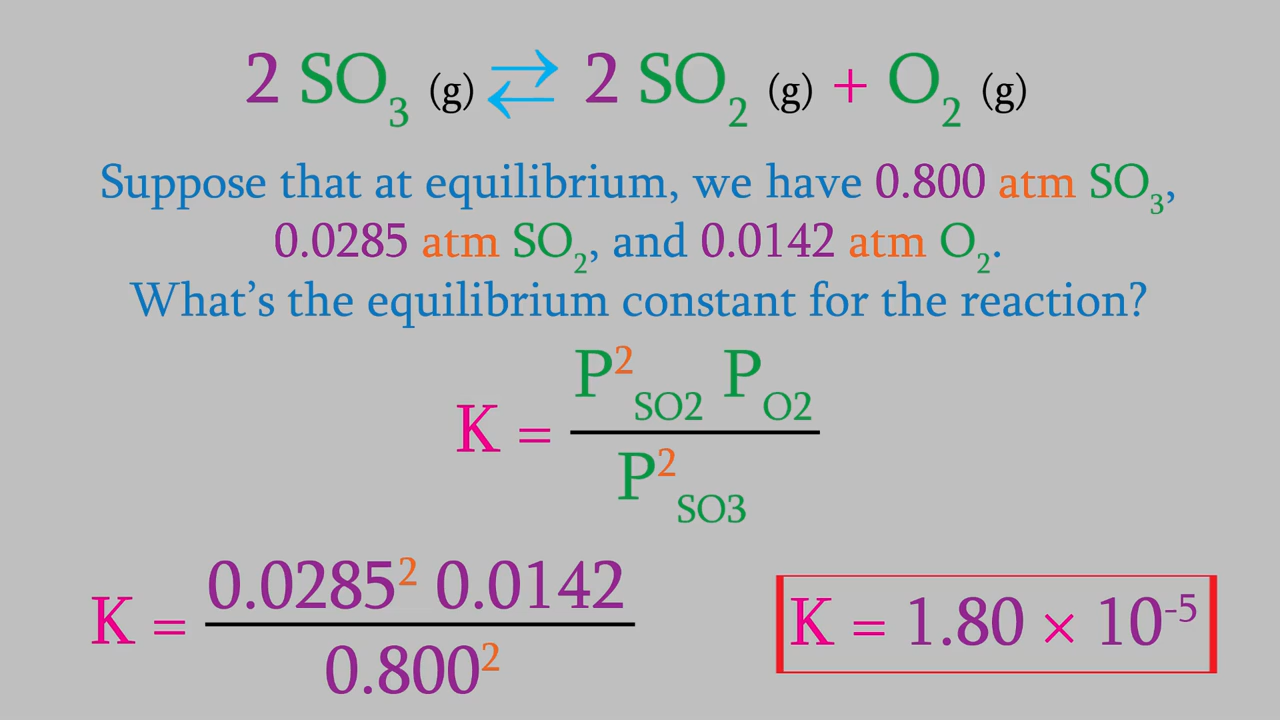 2 SO₃ (g) ⇄ 2 SO₂ (g) + O₂ (g)
Suppose that at equilibrium, we have 0.800 atm SO₃,
0.0285 atm SO₂, and 0.0142 atm O₂.
What’s the equilibrium constant for the reaction?
P²SO2 PO2
K =
P²SO3
0.0285² 0.0142
K =
0.800²
K = 1.80 × 10⁻⁵